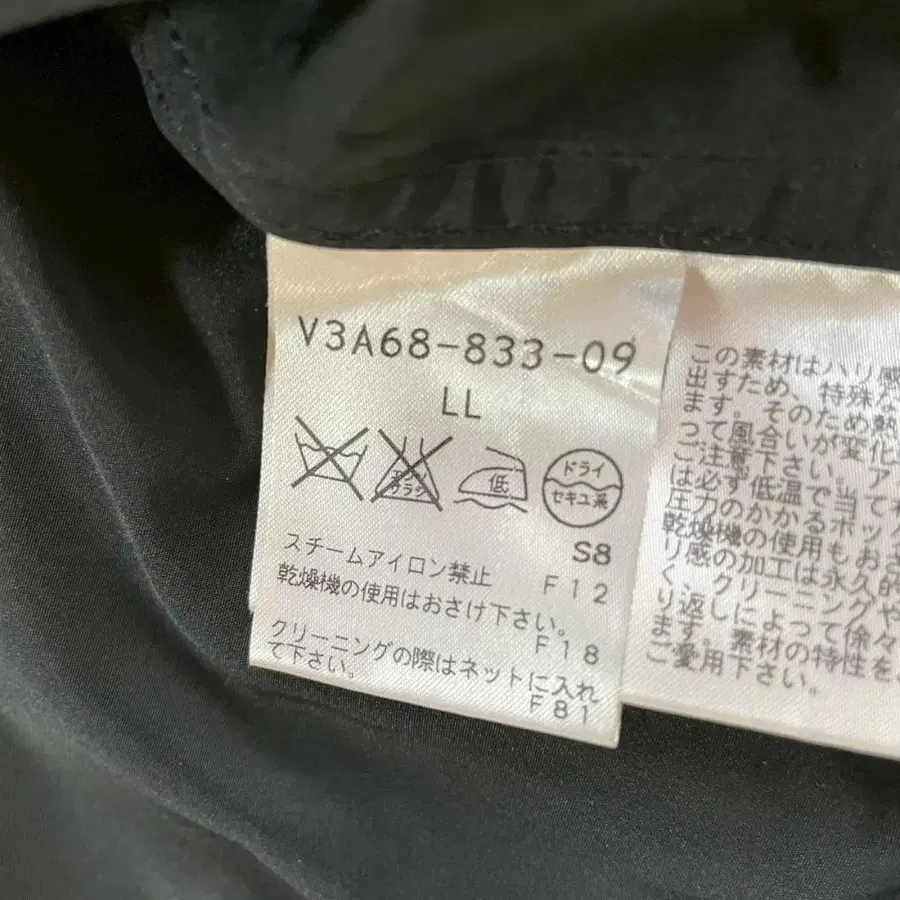 V3A68-833-09
LL
エンソ
サラシ
低
ドライ
セキユ系
S8
スチームアイロン禁止
F12
乾燥機の使用はおさけ下さい。
F18
クリーニングの際はネットに入れ
て下さい。
F81
この素材はハリ感
出すため、特殊な
ます。そのため熱
って風合いが変化
ご注意下さい。ア
は必ず低温で当て
圧力のかかるポッ
乾燥機の使用もおさ
リ感の加工は永久的
く、クリーニングや
り返しによって徐々
ます。素材の特性を
ご愛用下さい。